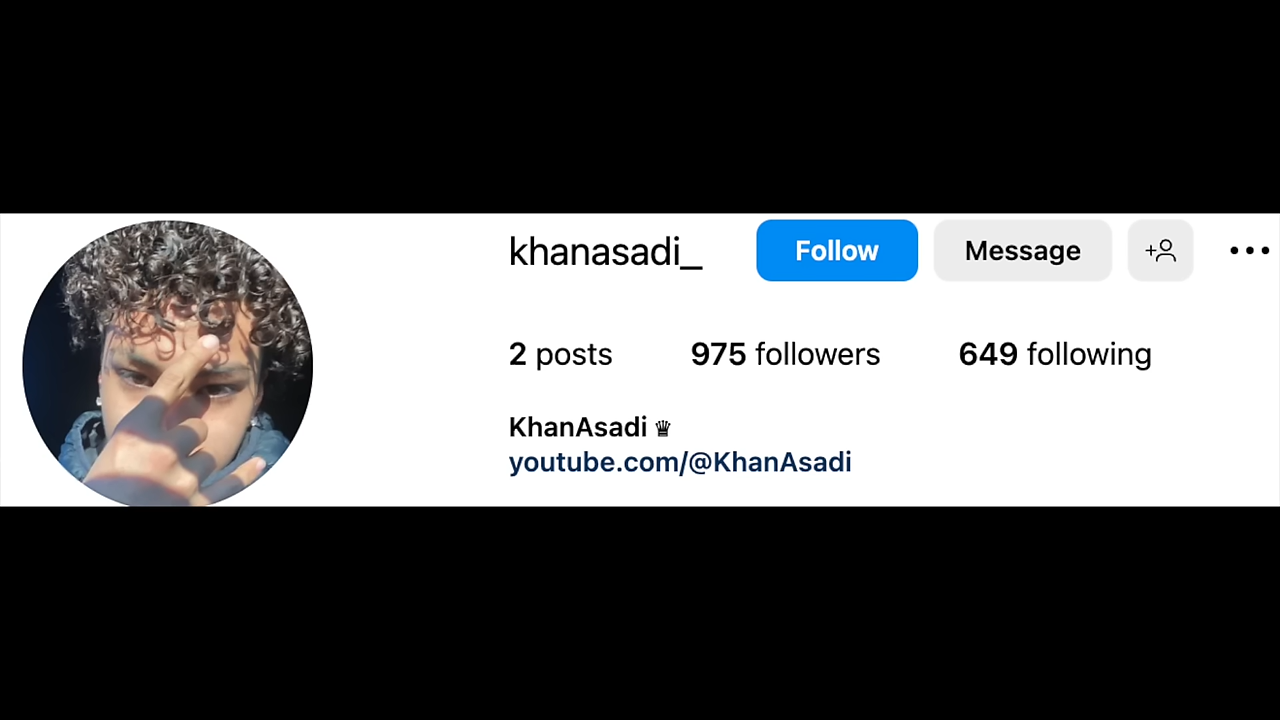 khanasadi_ Follow Message
2 posts 975 followers 649 following
KhanAsadi ♛
youtube.com/@KhanAsadi